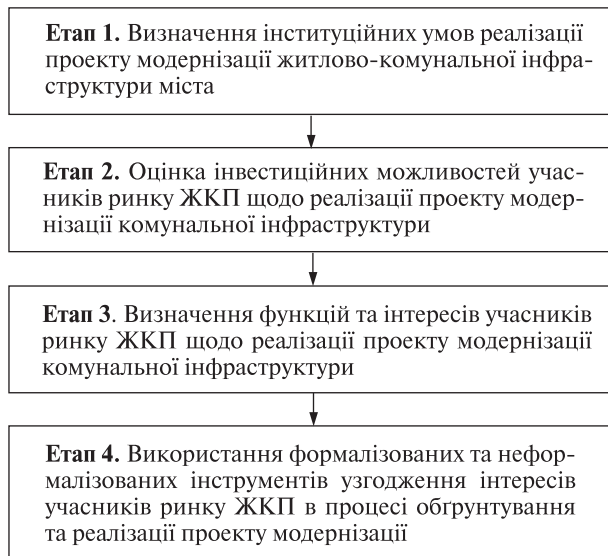 Етап 1. Визначення інституційних умов реалізації
проекту модернізації житлово-комунальної інфра-
структури міста
Етап 2. Оцінка інвестиційних можливостей учас-
ників ринку ЖКП щодо реалізації проекту модер-
нізації комунальної інфраструктури
Етап 3. Визначення функцій та інтересів учасників
ринку ЖКП щодо реалізації проекту модернізації
комунальної інфраструктури
Етап 4. Використання формалізованих та нефор-
малізованих інструментів узгодження інтересів
учасників ринку ЖКП в процесі обґрунтування
та реалізації проекту модернізації